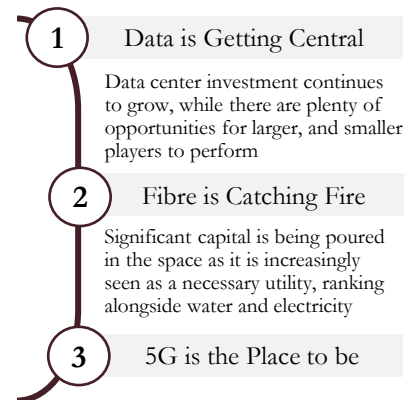 1 Data is Getting Central
Data center investment continues
to grow, while there are plenty of
opportunities for larger, and smaller
players to perform
2 Fibre is Catching Fire
Significant capital is being poured
in the space as it is increasingly
seen as a necessary utility, ranking
alongside water and electricity
3 5G is the Place to be